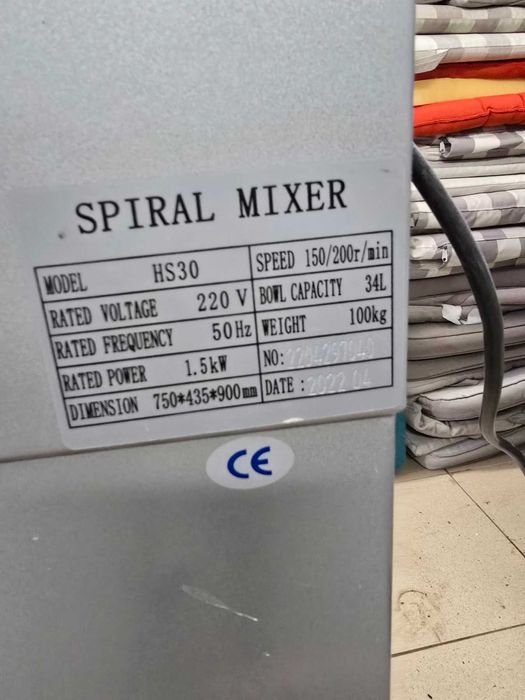 SPIRAL MIXER
MODEL HS30 SPEED 150/200r/min
RATED VOLTAGE 220 V BOWL CAPACITY 34L
RATED FREQUENCY 50Hz WEIGHT 100kg
RATED POWER 1.5kW NO:
DIMENSION 750*435*900mm DATE : 2022.04
CE